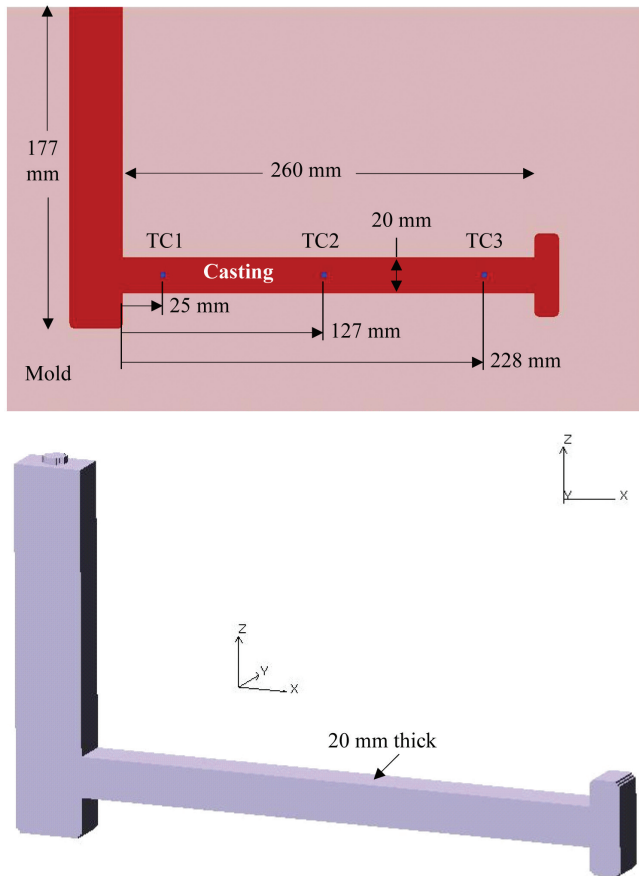 177
mm
260 mm
TC1
TC2
20 mm
TC3
Casting
25 mm
127 mm
228 mm
Mold
Z
Y
X
Z
Y
X
20 mm thick